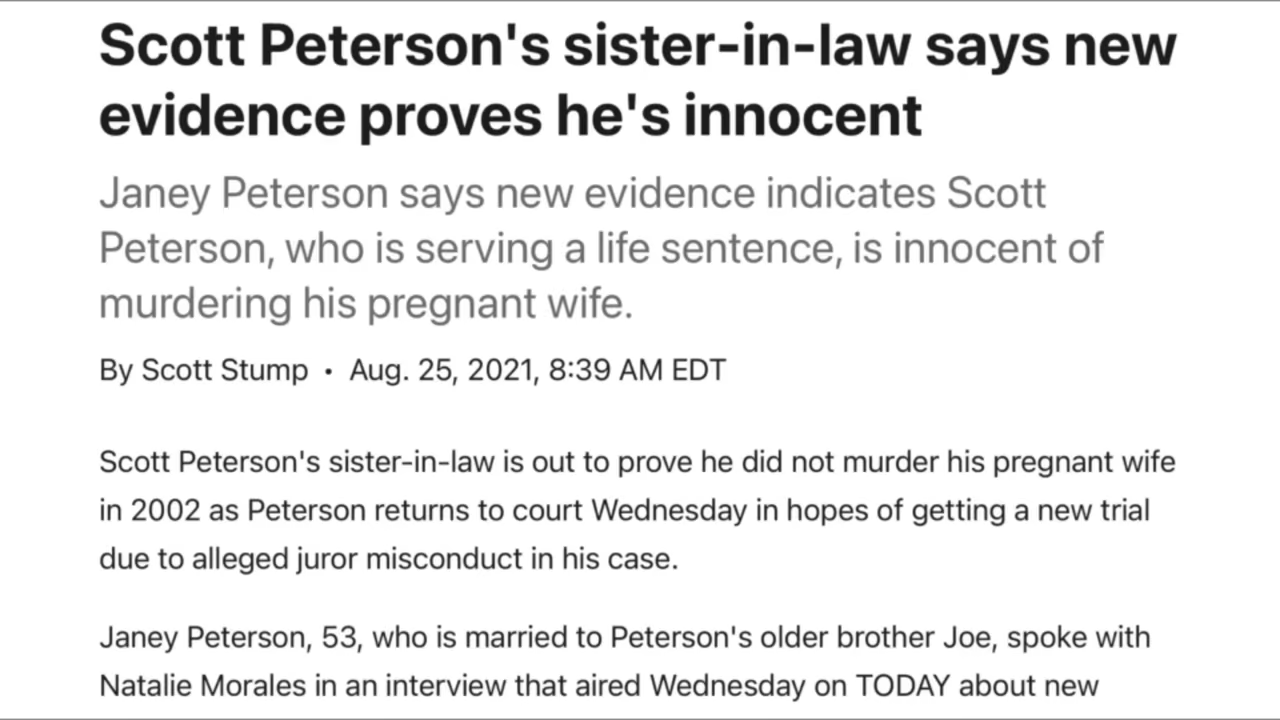 Scott Peterson's sister-in-law says new
evidence proves he's innocent
Janey Peterson says new evidence indicates Scott
Peterson, who is serving a life sentence, is innocent of
murdering his pregnant wife.
By Scott Stump • Aug. 25, 2021, 8:39 AM EDT
Scott Peterson's sister-in-law is out to prove he did not murder his pregnant wife
in 2002 as Peterson returns to court Wednesday in hopes of getting a new trial
due to alleged juror misconduct in his case.
Janey Peterson, 53, who is married to Peterson's older brother Joe, spoke with
Natalie Morales in an interview that aired Wednesday on TODAY about new